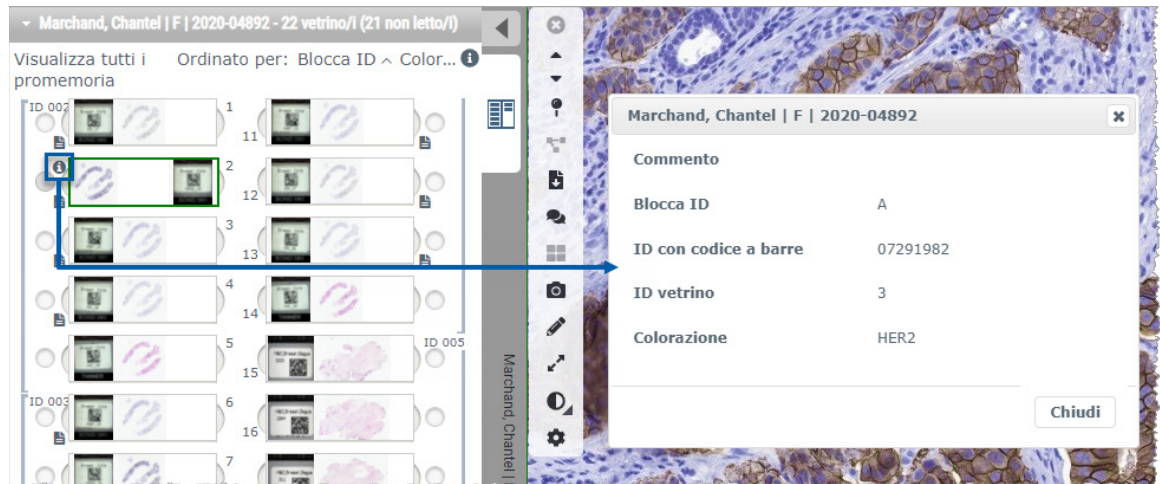 Marchand, Chantel | F | 2020-04892 - 22 vetrino/i (21 non letto/i)
Visualizza tutti i promemoria
Ordinato per: Blocca ID ^ Color...
ID 002
1
11
2
12
3
13
4
14
5
ID 005
15
ID 003
6
16
7
Marchand, Chantel |
Marchand, Chantel | F | 2020-04892
Commento
Blocca ID A
ID con codice a barre 07291982
ID vetrino 3
Colorazione HER2
Chiudi